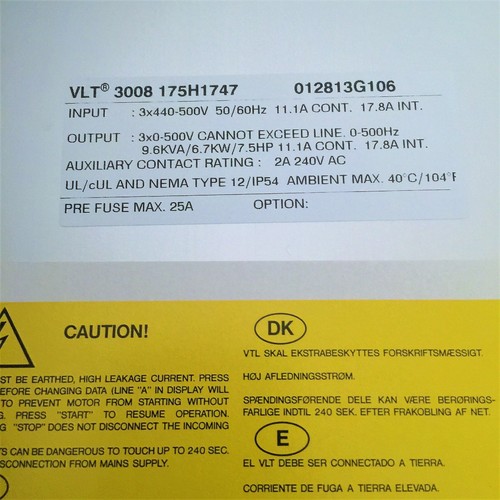 VLT® 3008 175H1747 012813G106
INPUT : 3x440-500V 50/60Hz 11.1A CONT. 17.8A INT.
OUTPUT : 3x0-500V CANNOT EXCEED LINE. 0-500Hz
9.6KVA/6.7KW/7.5HP 11.1A CONT. 17.8A INT.
AUXILIARY CONTACT RATING : 2A 240V AC
UL/cUL AND NEMA TYPE 12/IP54 AMBIENT MAX. 40°C/104°F
PRE FUSE MAX. 25A OPTION:
CAUTION!
ST BE EARTHED, HIGH LEAKAGE CURRENT. PRESS
EFORE CHANGING DATA (LINE "A" IN DISPLAY WILL
TO PREVENT MOTOR FROM STARTING WITHOUT
G. PRESS "START" TO RESUME OPERATION.
G "STOP" DOES NOT DISCONNECT THE INCOMING
TS CAN BE DANGEROUS TO TOUCH UP TO 240 SEC.
SCONNECTION FROM MAINS SUPPLY.
DK
VTL SKAL EKSTRABESKYTTES FORSKRIFTSMÆSSIGT.
HØJ AFLEDNINGSSTRØM.
SPÆNDINGSFØRENDE DELE KAN VÆRE BERØRINGS-
FARLIGE INDTIL 240 SEK. EFTER FRAKOBLING AF NET.
E
EL VLT DEBE SER CONECTADO A TIERRA.
CORRIENTE DE FUGA A TIERRA ELEVADA.